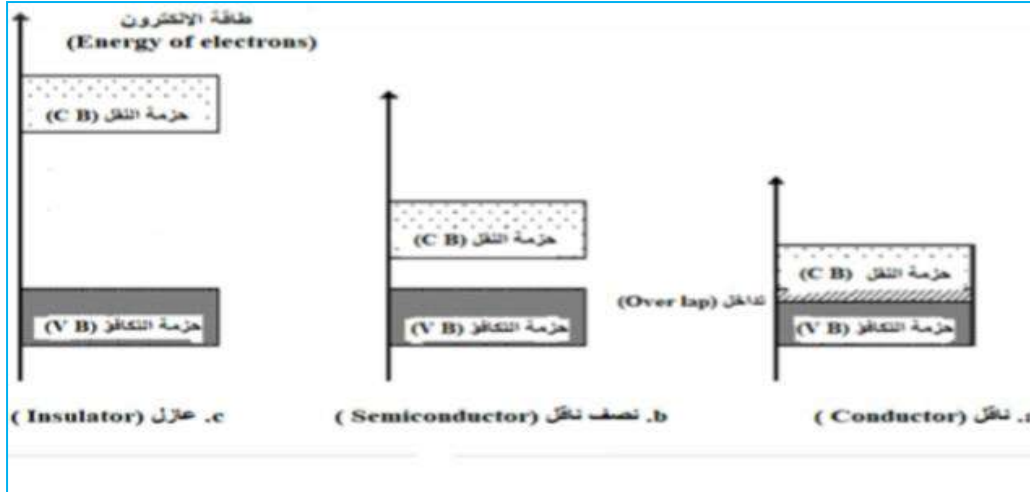 طاقة الإلكترون
(Energy of electrons)
حزمة النقل (C B)
حزمة النقل (C B)
حزمة النقل (C B)
تداخل (Over lap)
حزمة التكافؤ (V B)
حزمة التكافؤ (V B)
حزمة التكافؤ (V B)
a. ناقل (Conductor )
b. نصف ناقل (Semiconductor )
c. عازل (Insulator )